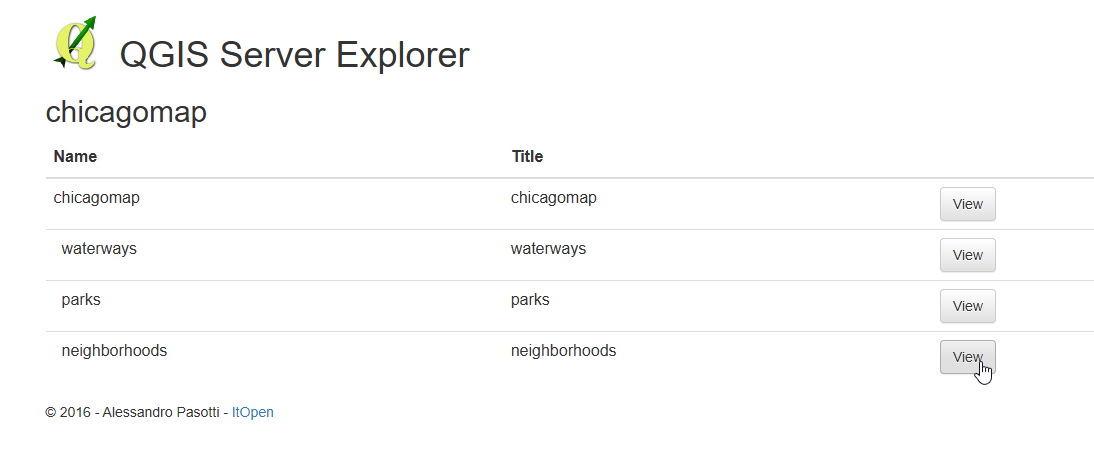 QGIS Server Explorer
chicagomap
Name Title
chicagomap chicagomap View
waterways waterways View
parks parks View
neighborhoods neighborhoods View
© 2016 - Alessandro Pasotti - ItOpen